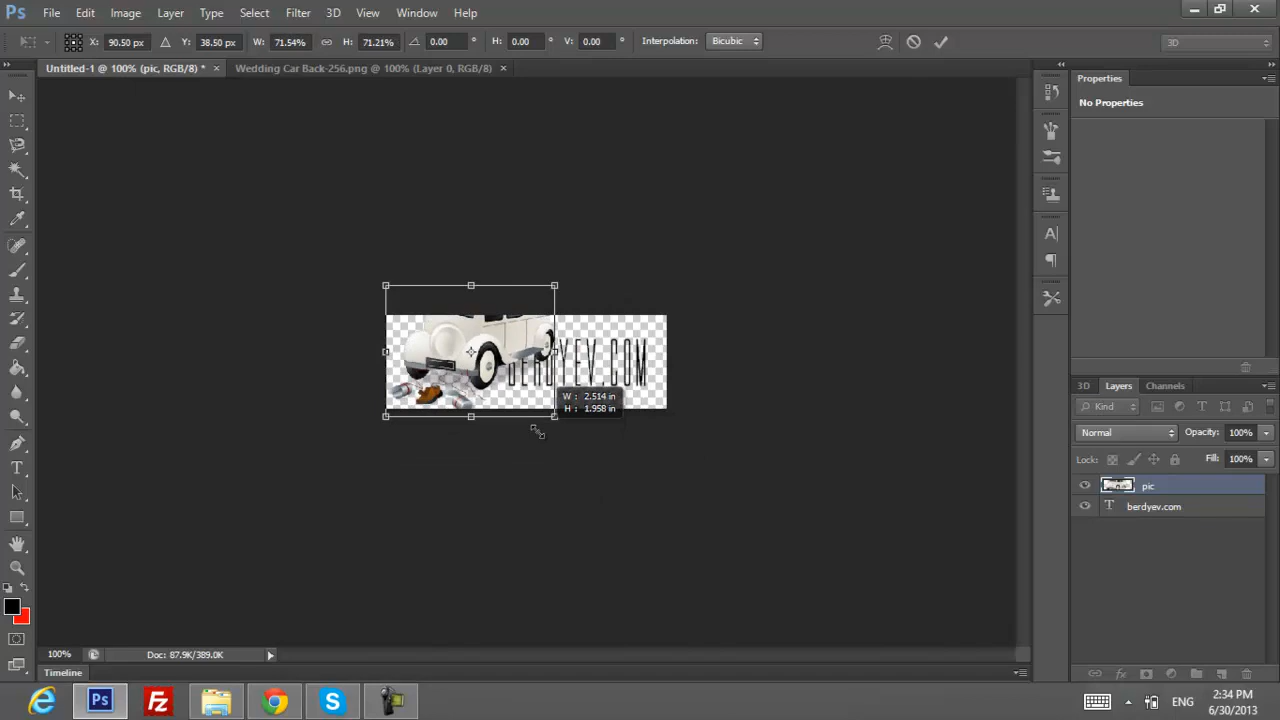 Ps File Edit Image Layer Type Select Filter 3D View Window Help
X: 90.50 px Y: 38.50 px W: 71.54% H: 71.21% 0.00 ° H: 0.00 ° V: 0.00 ° Interpolation: Bicubic 3D
Untitled-1 @ 100% (pic, RGB/8) * × Wedding Car Back-256.png @ 100% (Layer 0, RGB/8) ×
Properties
No Properties
BERDYEV.COM
W : 2.514 in
H : 1.958 in
3D Layers Channels
Kind
Normal Opacity: 100%
Lock: Fill: 100%
pic
T berdyev.com
100% Doc: 87.9K/389.0K
Timeline
ENG 2:34 PM
6/30/2013